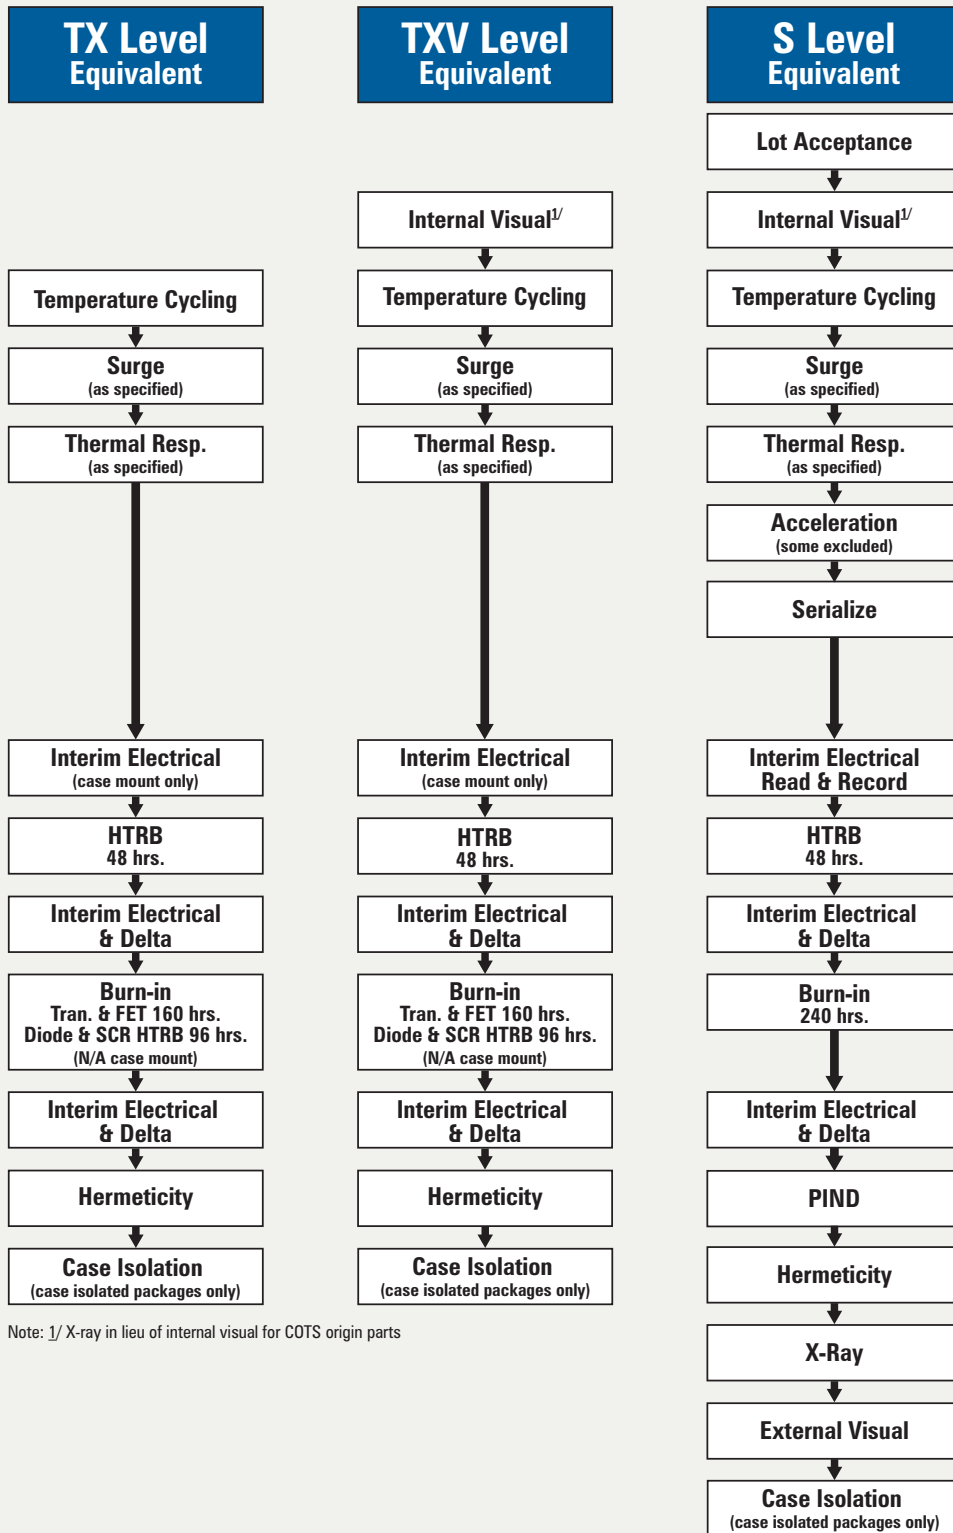 TX Level
Equivalent
Temperature Cycling
Surge
(as specified)
Thermal Resp.
(as specified)
Interim Electrical
(case mount only)
HTRB
48 hrs.
Interim Electrical
& Delta
Burn-in
Tran. & FET 160 hrs.
Diode & SCR HTRB 96 hrs.
(N/A case mount)
Interim Electrical
& Delta
Hermeticity
Case Isolation
(case isolated packages only)
Note: 1/ X-ray in lieu of internal visual for COTS origin parts
TXV Level
Equivalent
Internal Visual1/
Temperature Cycling
Surge
(as specified)
Thermal Resp.
(as specified)
Interim Electrical
(case mount only)
HTRB
48 hrs.
Interim Electrical
& Delta
Burn-in
Tran. & FET 160 hrs.
Diode & SCR HTRB 96 hrs.
(N/A case mount)
Interim Electrical
& Delta
Hermeticity
Case Isolation
(case isolated packages only)
S Level
Equivalent
Lot Acceptance
Internal Visual1/
Temperature Cycling
Surge
(as specified)
Thermal Resp.
(as specified)
Acceleration
(some excluded)
Serialize
Interim Electrical
Read & Record
HTRB
48 hrs.
Interim Electrical
& Delta
Burn-in
240 hrs.
Interim Electrical
& Delta
PIND
Hermeticity
X-Ray
External Visual
Case Isolation
(case isolated packages only)